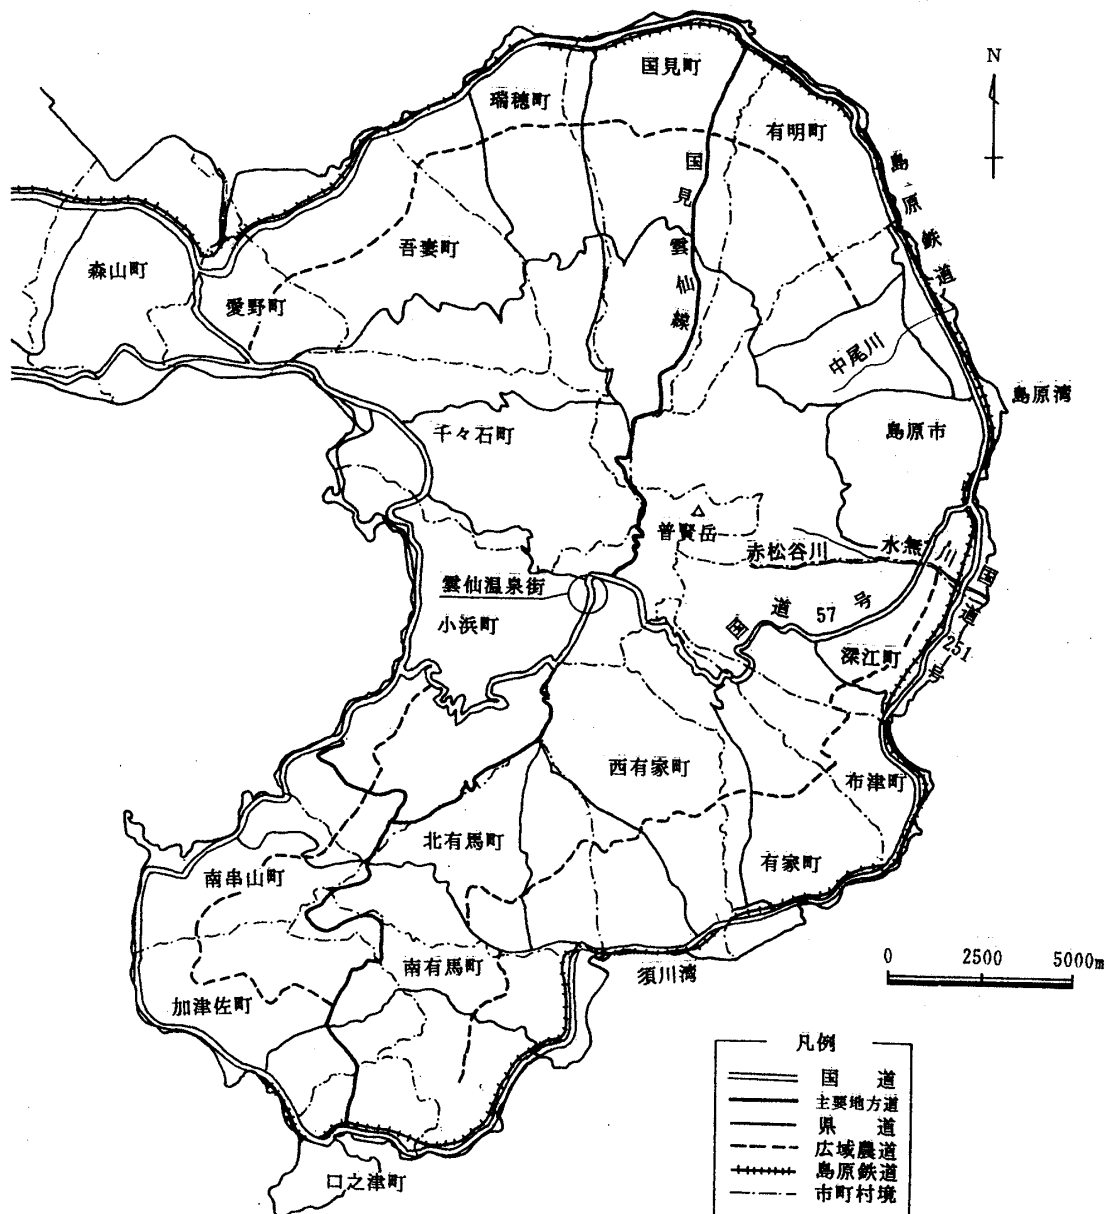 国見町
N
瑞穂町
有明町
島原鉄道
国見雲仙線
吾妻町
森山町
愛野町
中尾川
島原湾
千々石町
島原市
普賢岳
赤松谷川
水無川
雲仙温泉街
国道57号
国道251号
小浜町
深江町
西有家町
布津町
北有馬町
有家町
南串山町
南有馬町
須川湾
0 2500 5000m
加津佐町
口之津町
凡例
国道
主要地方道
県道
広域農道
島原鉄道
市町村境